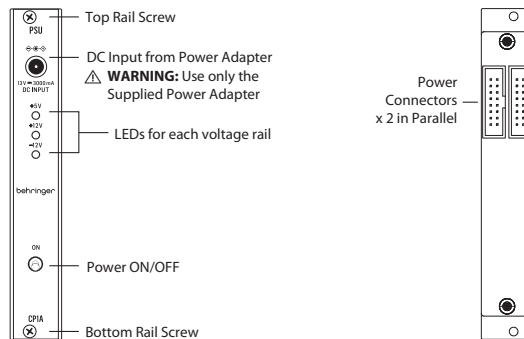 Top Rail Screw
PSU
DC Input from Power Adapter
WARNING: Use only the
Supplied Power Adapter
13V⎓3000mA
DC INPUT
+5V
+12V
-12V
LEDs for each voltage rail
behringer
ON
Power ON/OFF
CP1A
Bottom Rail Screw
Power
Connectors
x 2 in Parallel